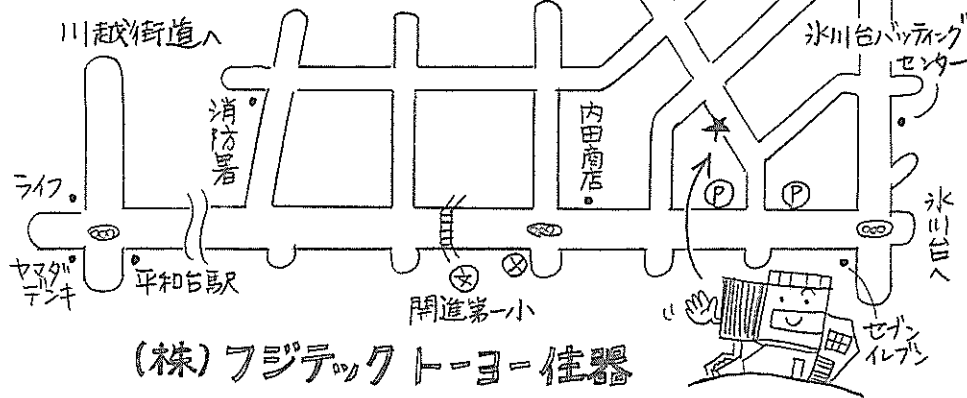 川越街道へ
氷川台バッティング
センター
消防署
内田商店
ライフ
P
P
氷川台へ
ヤマダ
デンキ
平和台駅
文
開進第一小
セブン
イレブン
(株)フジテック トーヨー住器